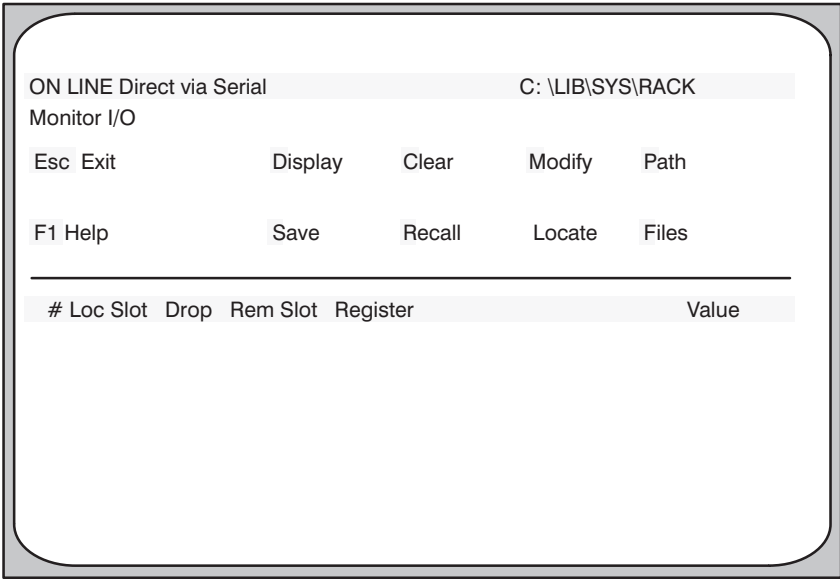 ON LINE Direct via Serial C: \LIB\SYS\RACK
Monitor I/O
Esc Exit Display Clear Modify Path
F1 Help Save Recall Locate Files
# Loc Slot Drop Rem Slot Register Value